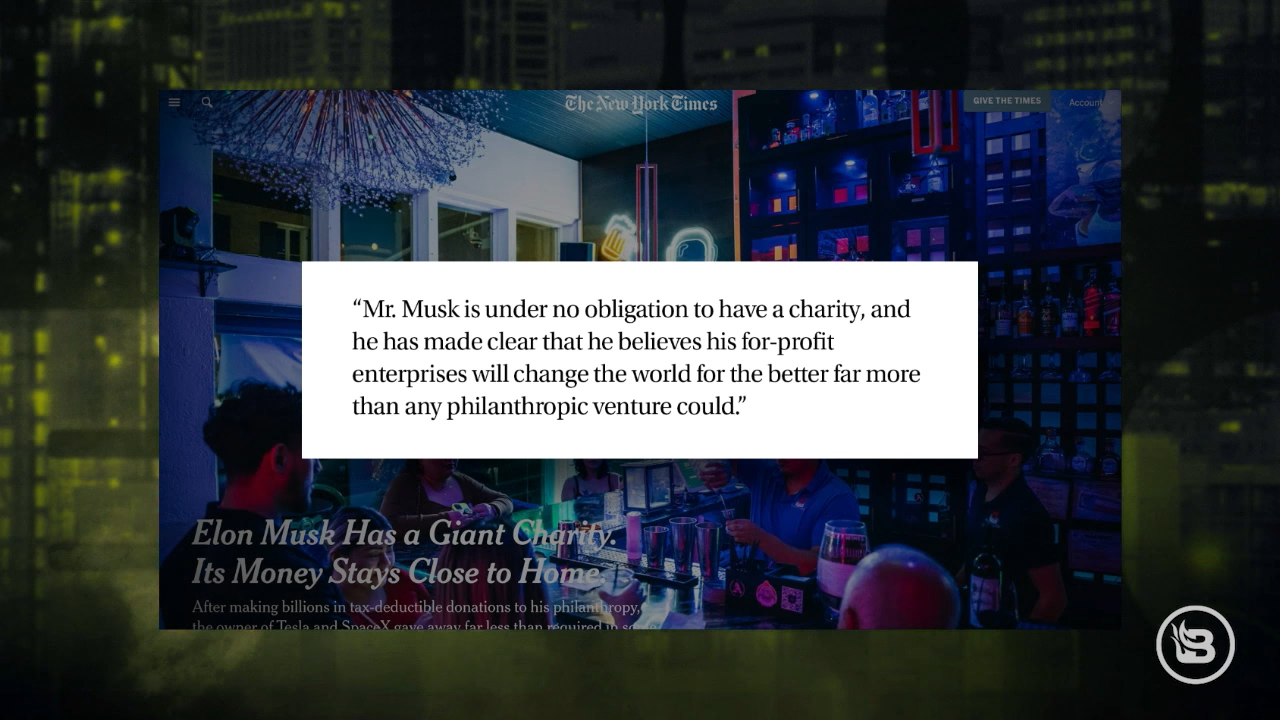 The New York Times
GIVE THE TIMES
Account
“Mr. Musk is under no obligation to have a charity, and
he has made clear that he believes his for-profit
enterprises will change the world for the better far more
than any philanthropic venture could.”
Elon Musk Has a Giant Charity.
Its Money Stays Close to Home.
After making billions in tax-deductible donations to his philanthropy,
the owner of Tesla and SpaceX gave away far less than required in
B